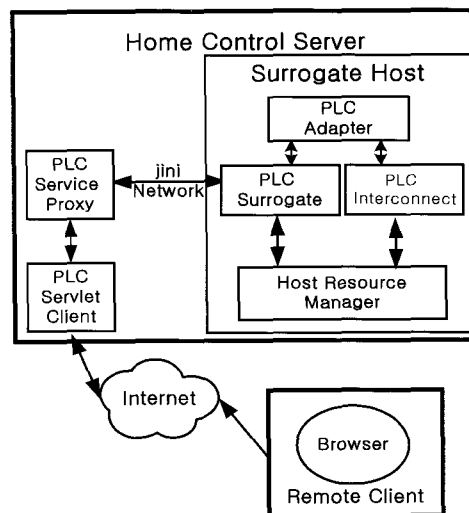 Home Control Server
Surrogate Host
PLC
Adapter
jini
Network
PLC
Service
Proxy
PLC
Surrogate
PLC
Interconnect
PLC
Servlet
Client
Host Resource
Manager
Internet
Browser
Remote Client